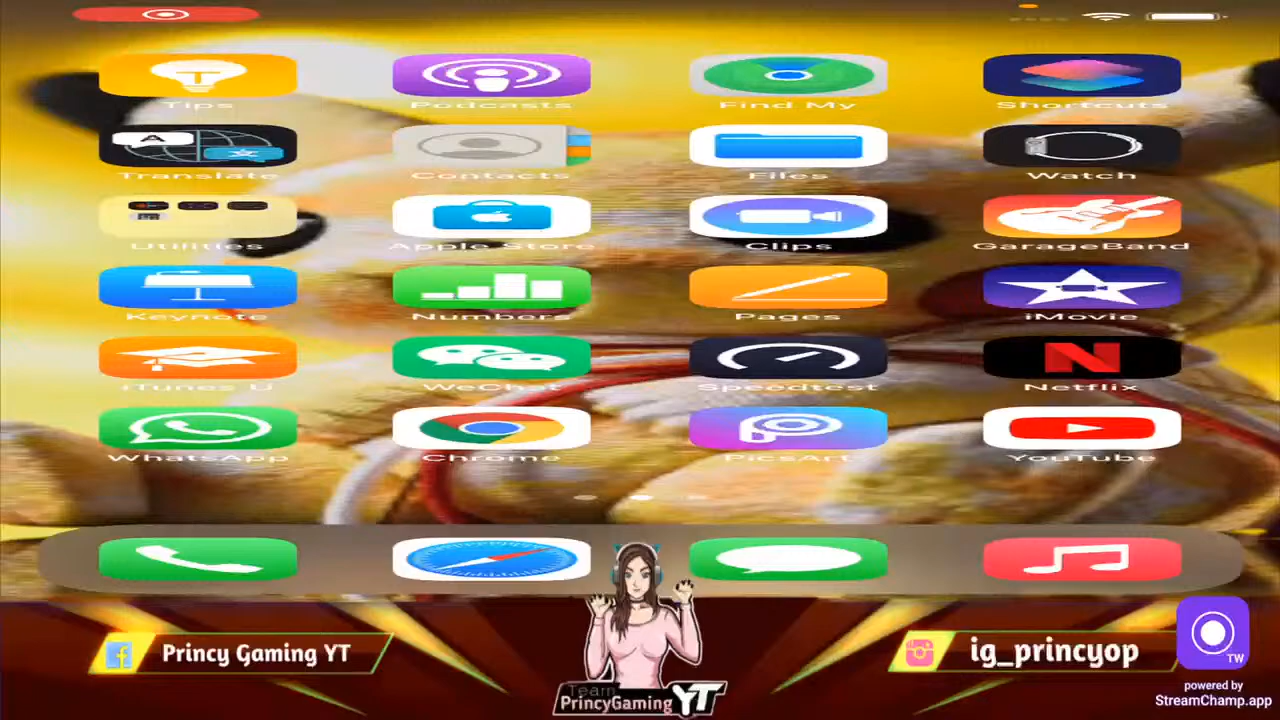 Tips Podcasts Find My Shortcuts
Translate Contacts Files Watch
Utilities Apple Store Clips GarageBand
Keynote Numbers Pages iMovie
iTunes U WeChat Speedtest Netflix
WhatsApp Chrome PicsArt YouTube
Princy Gaming YT
ig_princyop
TW
Team
PrincyGaming YT
powered by
StreamChamp.app